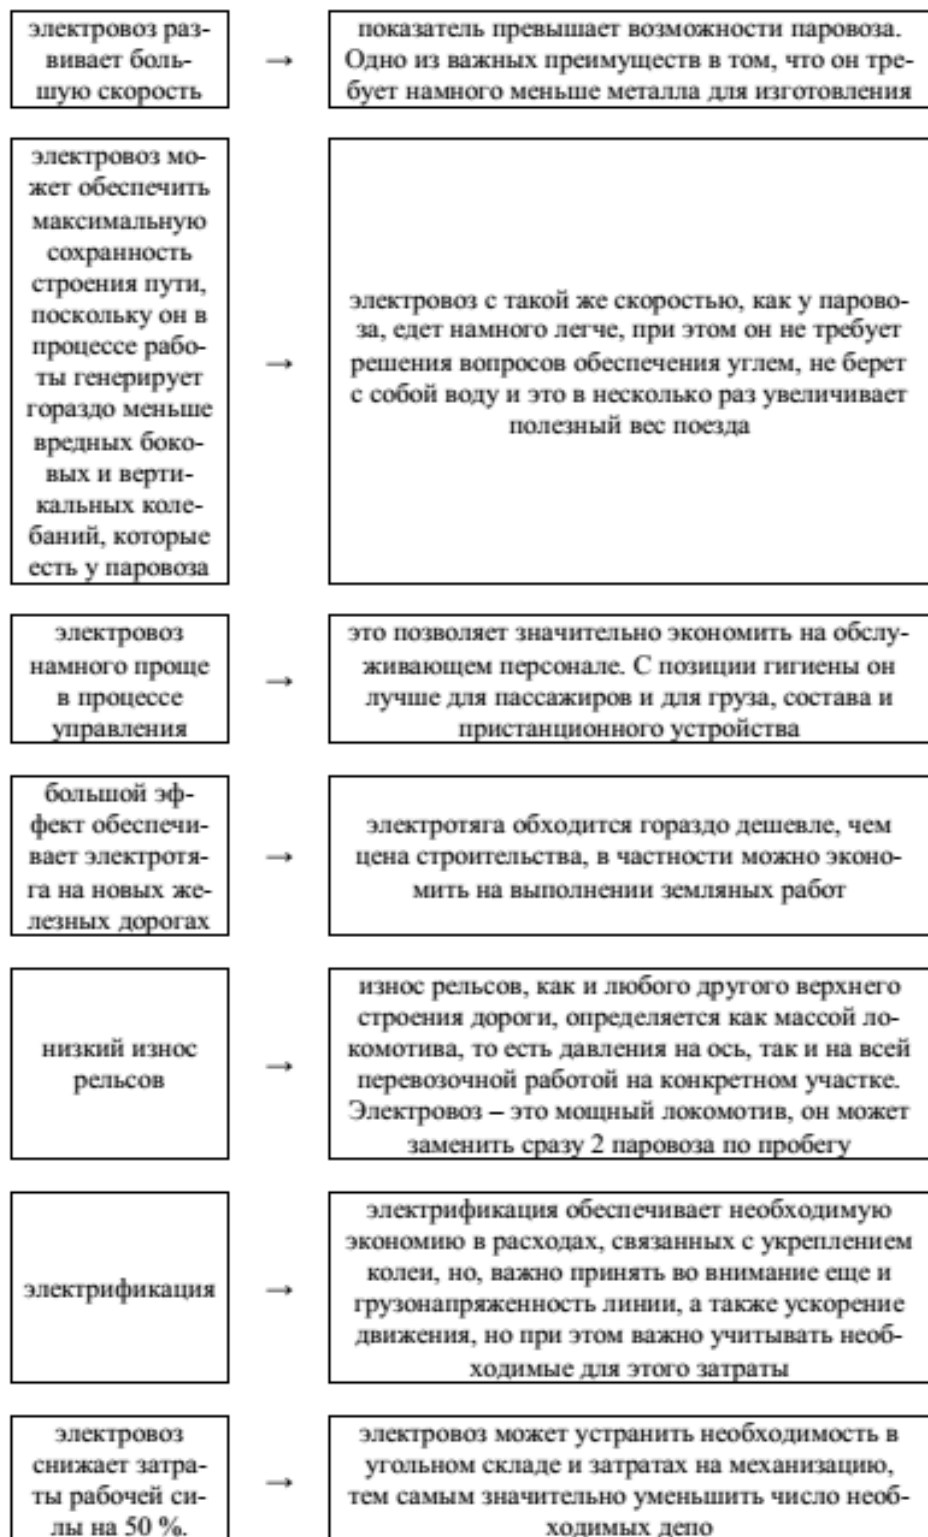 электровоз раз-
вивает боль-
шую скорость
→
показатель превышает возможности паровоза.
Одно из важных преимуществ в том, что он тре-
бует намного меньше металла для изготовления
электровоз мо-
жет обеспечить
максимальную
сохранность
строения пути,
поскольку он в
процессе рабо-
ты генерирует
гораздо меньше
вредных боко-
вых и верти-
кальных коле-
баний, которые
есть у паровоза
→
электровоз с такой же скоростью, как у парово-
за, едет намного легче, при этом он не требует
решения вопросов обеспечения углем, не берет
с собой воду и это в несколько раз увеличивает
полезный вес поезда
электровоз
намного проще
в процессе
управления
→
это позволяет значительно экономить на обслу-
живающем персонале. С позиции гигиены он
лучше для пассажиров и для груза, состава и
пристанционного устройства
большой эф-
фект обеспечи-
вает электротя-
га на новых же-
лезных дорогах
→
электротяга обходится гораздо дешевле, чем
цена строительства, в частности можно эконо-
мить на выполнении земляных работ
низкий износ
рельсов
→
износ рельсов, как и любого другого верхнего
строения дороги, определяется как массой ло-
комотива, то есть давления на ось, так и на всей
перевозочной работой на конкретном участке.
Электровоз – это мощный локомотив, он может
заменить сразу 2 паровоза по пробегу
электрификация
→
электрификация обеспечивает необходимую
экономию в расходах, связанных с укреплением
колеи, но, важно принять во внимание еще и
грузонапряженность линии, а также ускорение
движения, но при этом важно учитывать необ-
ходимые для этого затраты
электровоз
снижает затра-
ты рабочей си-
лы на 50 %.
→
электровоз может устранить необходимость в
угольном складе и затратах на механизацию,
тем самым значительно уменьшить число необ-
ходимых депо